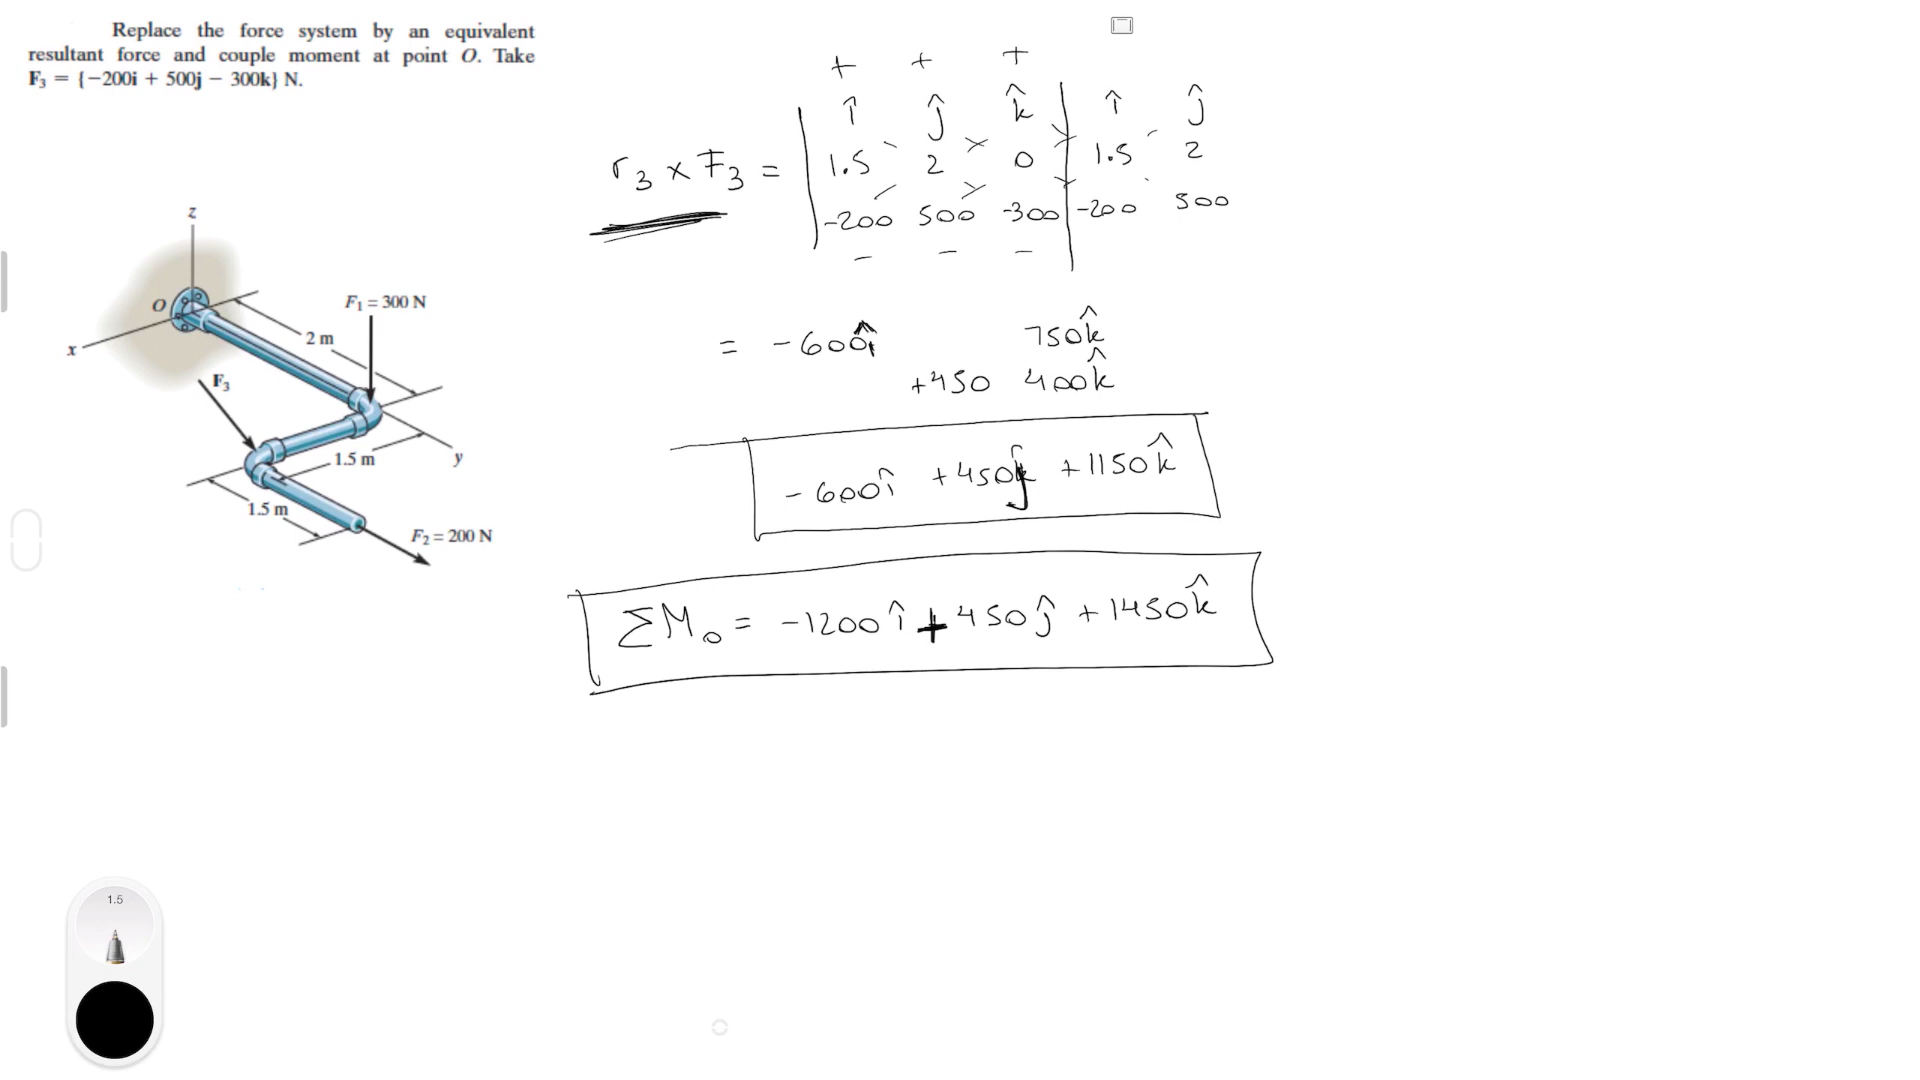 Replace the force system by an equivalent
resultant force and couple moment at point O. Take
F₃ = {−200i + 500j − 300k} N.
z
O
x
y
F₁ = 300 N
2 m
F₃
1.5 m
1.5 m
F₂ = 200 N
+ + +
î ĵ k̂ î ĵ
r₃ × F₃ = 1.5 2 0 1.5 2
-200 500 -300 -200 500
- - -
= -600î 750k̂
+450 400k̂
-600î +450j +1150k̂
ΣM₀ = -1200î + 450ĵ + 1450k̂
1.5